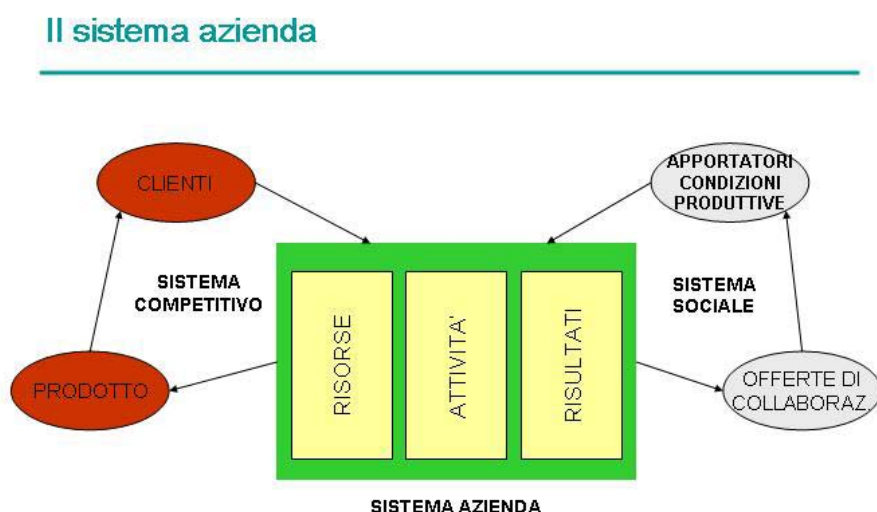 Il sistema azienda
CLIENTI
APPORTATORI
CONDIZIONI
PRODUTTIVE
SISTEMA
COMPETITIVO
RISORSE
ATTIVITA'
RISULTATI
SISTEMA
SOCIALE
PRODOTTO
OFFERTE DI
COLLABORAZ.
SISTEMA AZIENDA